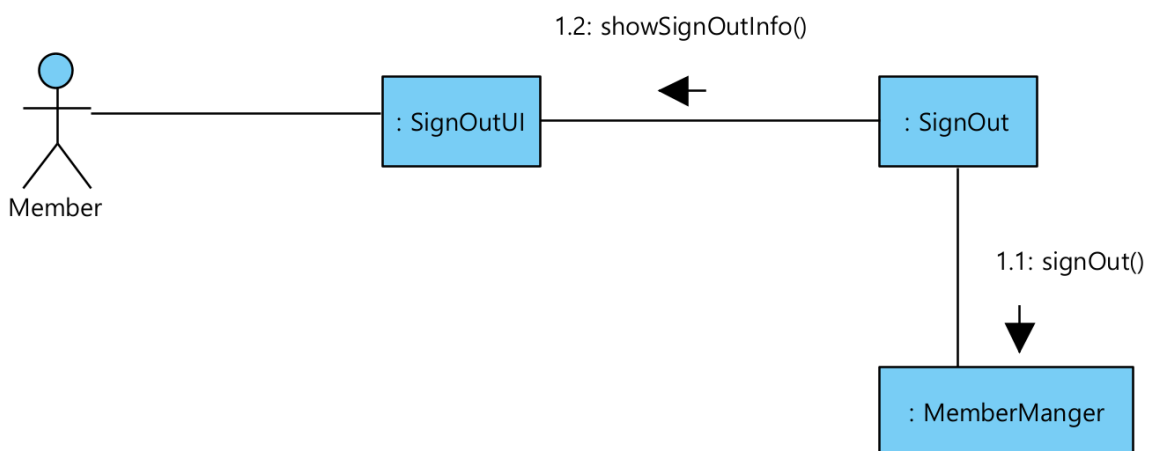 1.2: showSignOutInfo()
: SignOutUI
: SignOut
Member
1.1: signOut()
: MemberManger